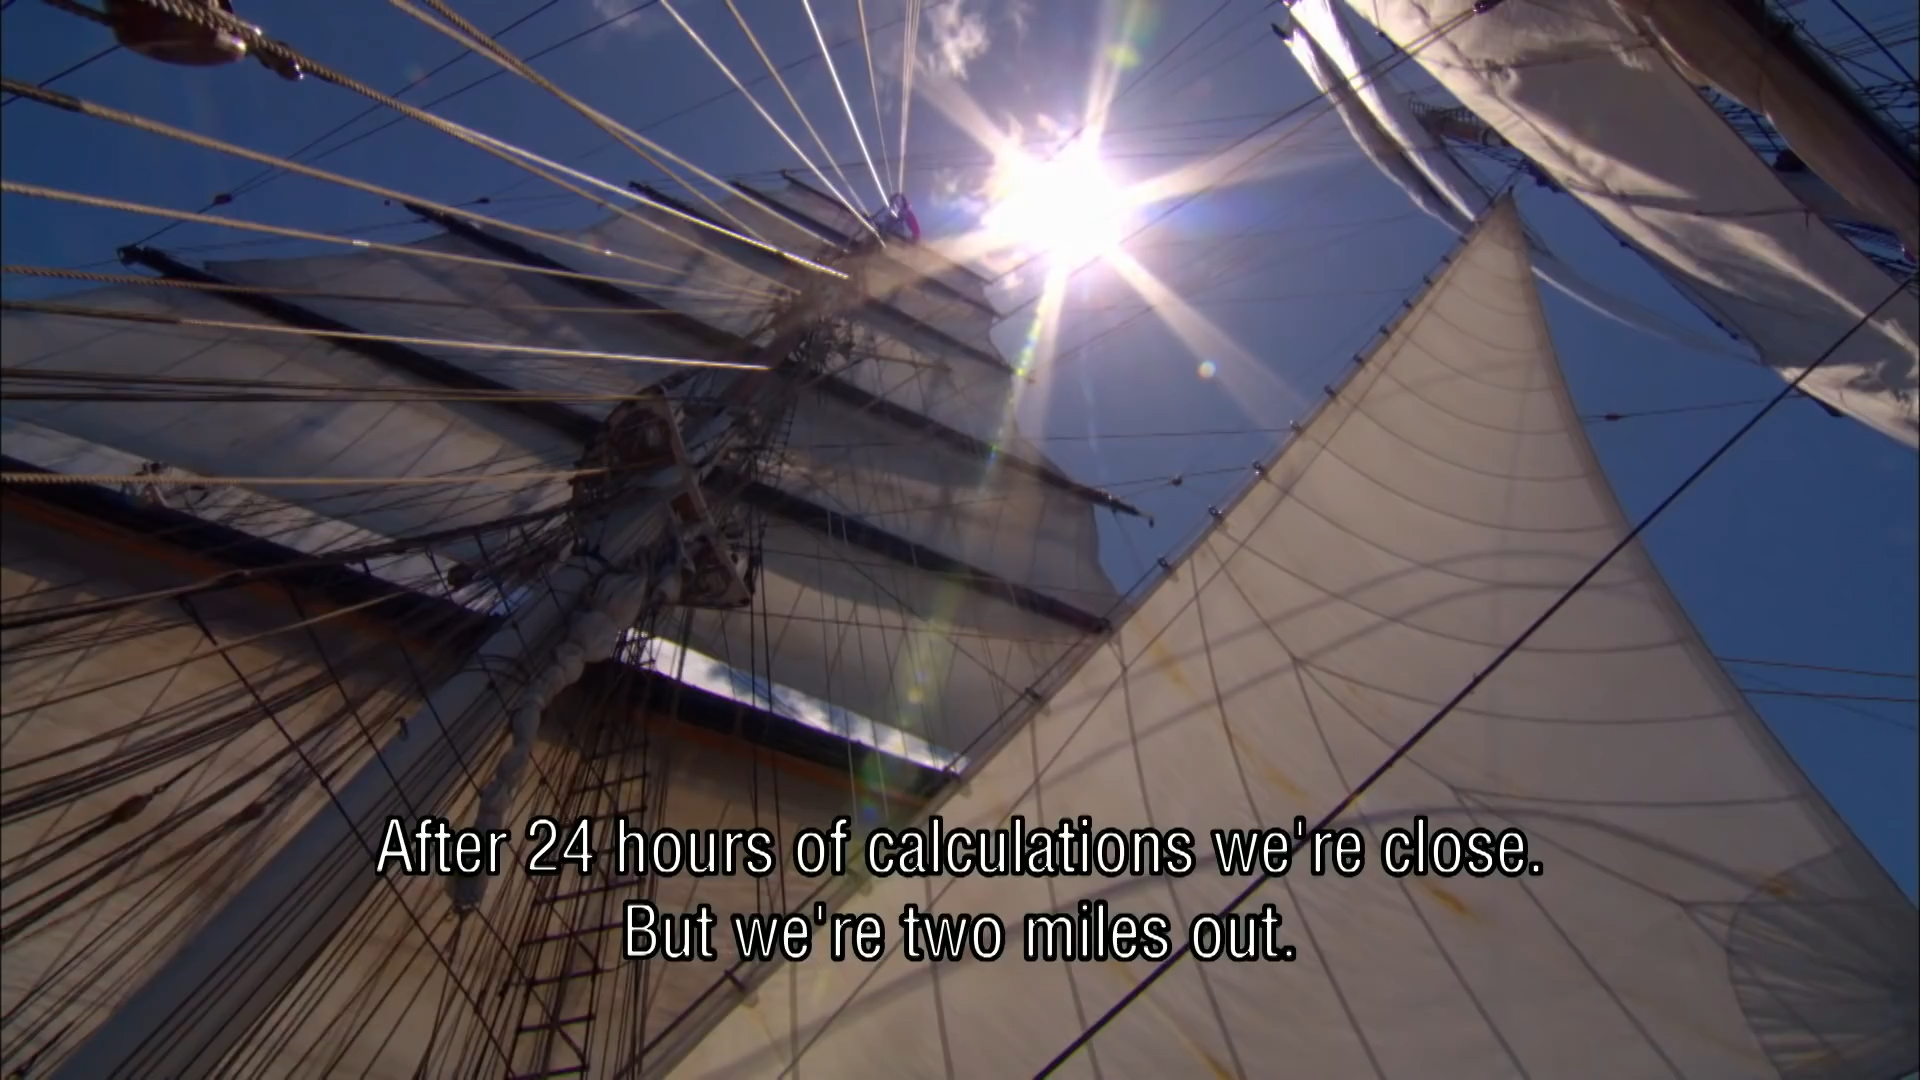 After 24 hours of calculations we're close.
But we're two miles out.